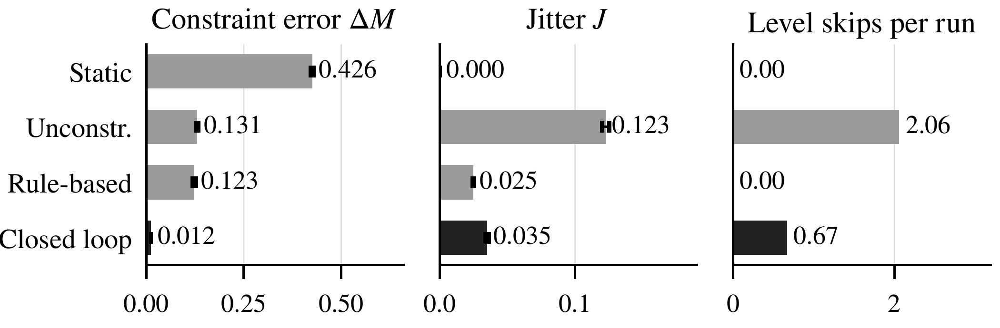 Constraint error ΔM
Jitter J
Level skips per run
Static
0.426
0.000
0.00
Unconstr.
0.131
0.123
2.06
Rule-based
0.123
0.025
0.00
Closed loop
0.012
0.035
0.67
0.00
0.25
0.50
0.0
0.1
0
2